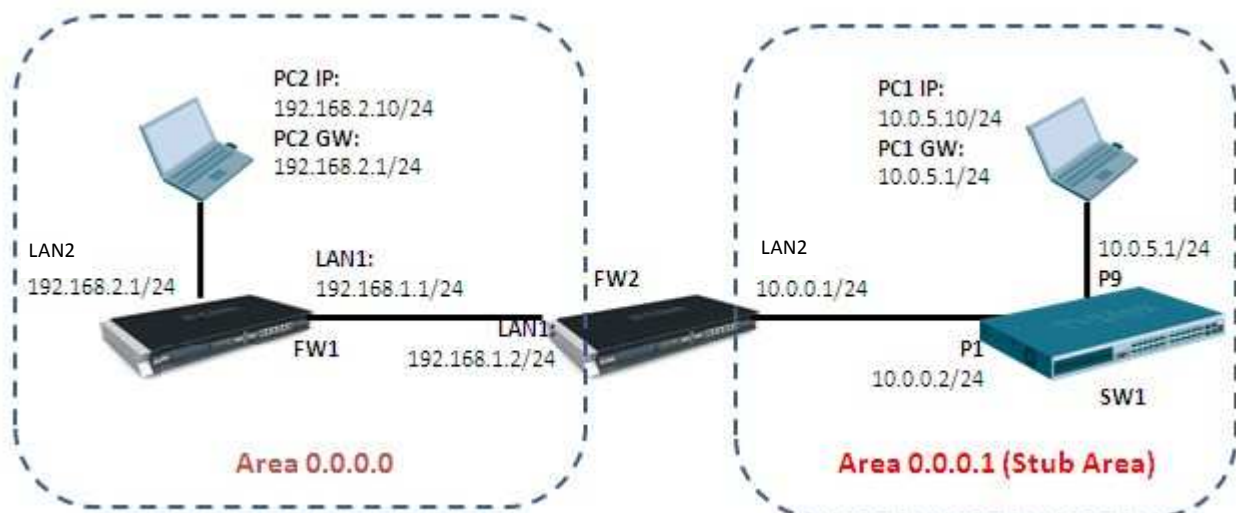 PC2 IP:
192.168.2.10/24
PC2 GW:
192.168.2.1/24
PC1 IP:
10.0.5.10/24
PC1 GW:
10.0.5.1/24
LAN2
192.168.2.1/24
LAN1:
192.168.1.1/24
FW1
FW2
LAN1:
192.168.1.2/24
LAN2
10.0.0.1/24
10.0.5.1/24
P9
P1
10.0.0.2/24
SW1
Area 0.0.0.0
Area 0.0.0.1 (Stub Area)